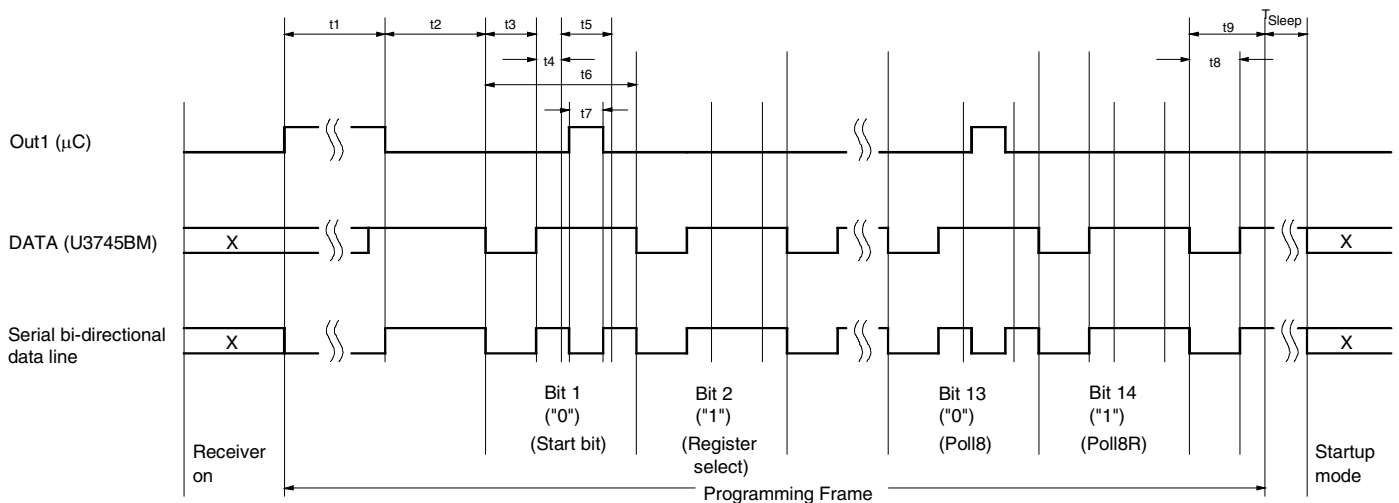 t1
t2
t3
t5
t9
TSleep
t4
t6
t8
t7
Out1 (μC)
DATA (U3745BM)
X
X
Serial bi-directional
data line
X
X
Bit 1
("0")
(Start bit)
Bit 2
("1")
(Register
select)
Bit 13
("0")
(Poll8)
Bit 14
("1")
(Poll8R)
Receiver
on
Startup
mode
Programming Frame